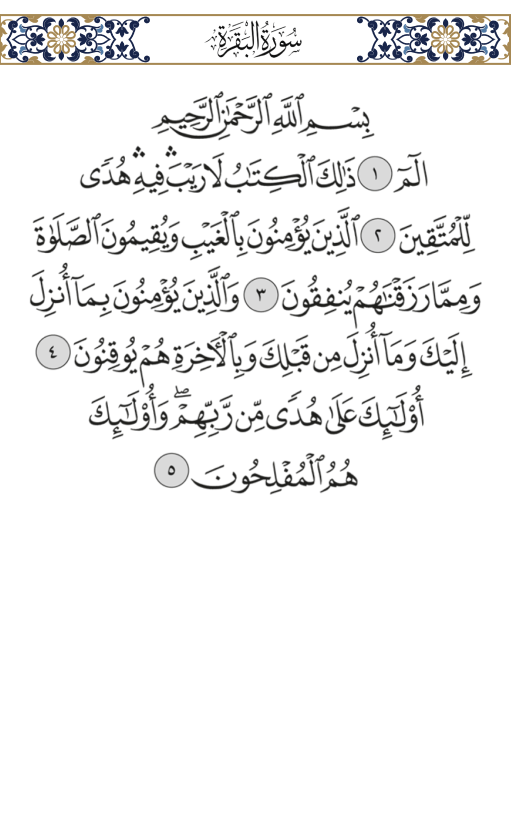 سُورَةُ الْبَقَرَةِ
بِسْمِ ٱللَّهِ ٱلرَّحْمَٰنِ ٱلرَّحِيمِ
الٓمٓ ١ ذَٰلِكَ ٱلْكِتَٰبُ لَا رَيْبَ ۛ فِيهِ ۛ هُدًى
لِّلْمُتَّقِينَ ٢ ٱلَّذِينَ يُؤْمِنُونَ بِٱلْغَيْبِ وَيُقِيمُونَ ٱلصَّلَوٰةَ
وَمِمَّا رَزَقْنَٰهُمْ يُنفِقُونَ ٣ وَٱلَّذِينَ يُؤْمِنُونَ بِمَآ أُنزِلَ
إِلَيْكَ وَمَآ أُنزِلَ مِن قَبْلِكَ وَبِٱلْأَخِرَةِ هُمْ يُوقِنُونَ ٤
أُو۟لَٰٓئِكَ عَلَىٰ هُدًى مِّن رَّبِّهِمْ ۖ وَأُو۟لَٰٓئِكَ
هُمُ ٱلْمُفْلِحُونَ ٥